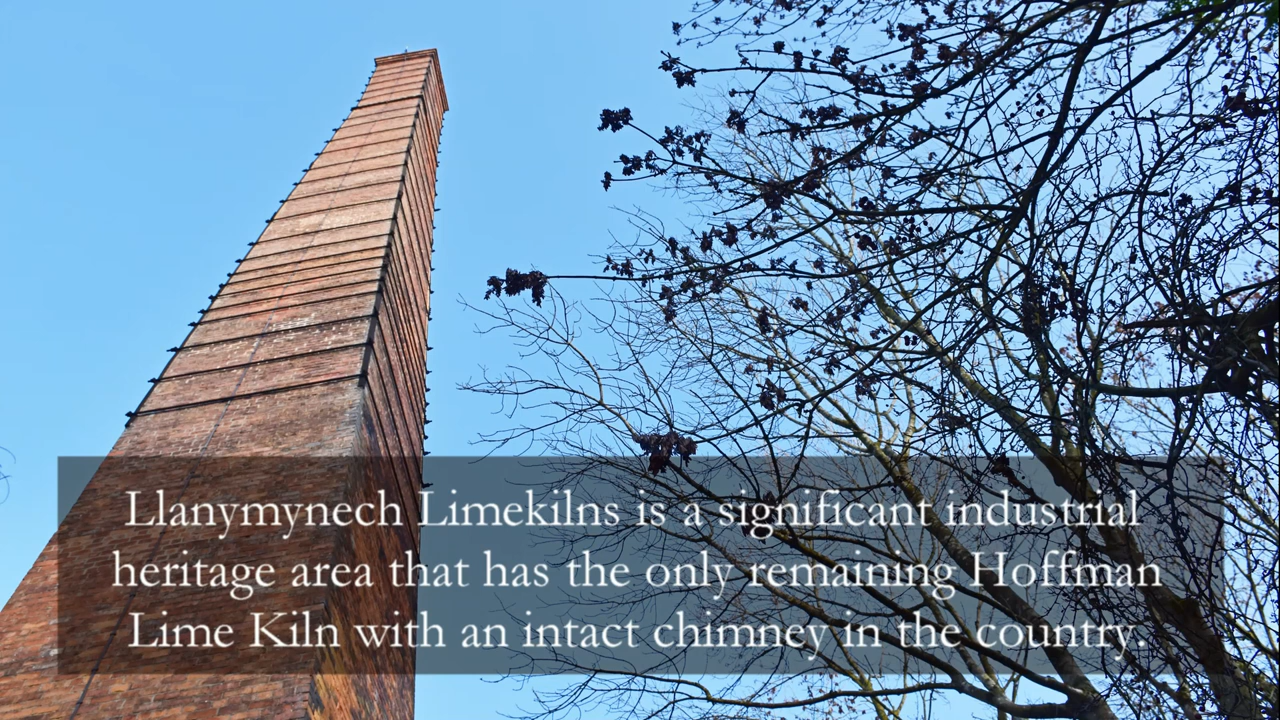 Llanymynech Limekilns is a significant industrial
heritage area that has the only remaining Hoffman
Lime Kiln with an intact chimney in the country.